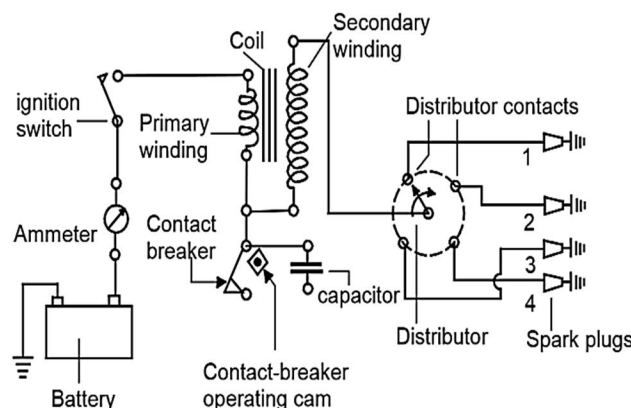 Coil
Secondary
winding
ignition
switch
Primary
winding
Distributor contacts
1
2
3
4
Ammeter
Contact
breaker
capacitor
Distributor
Spark plugs
Battery
Contact-breaker
operating cam